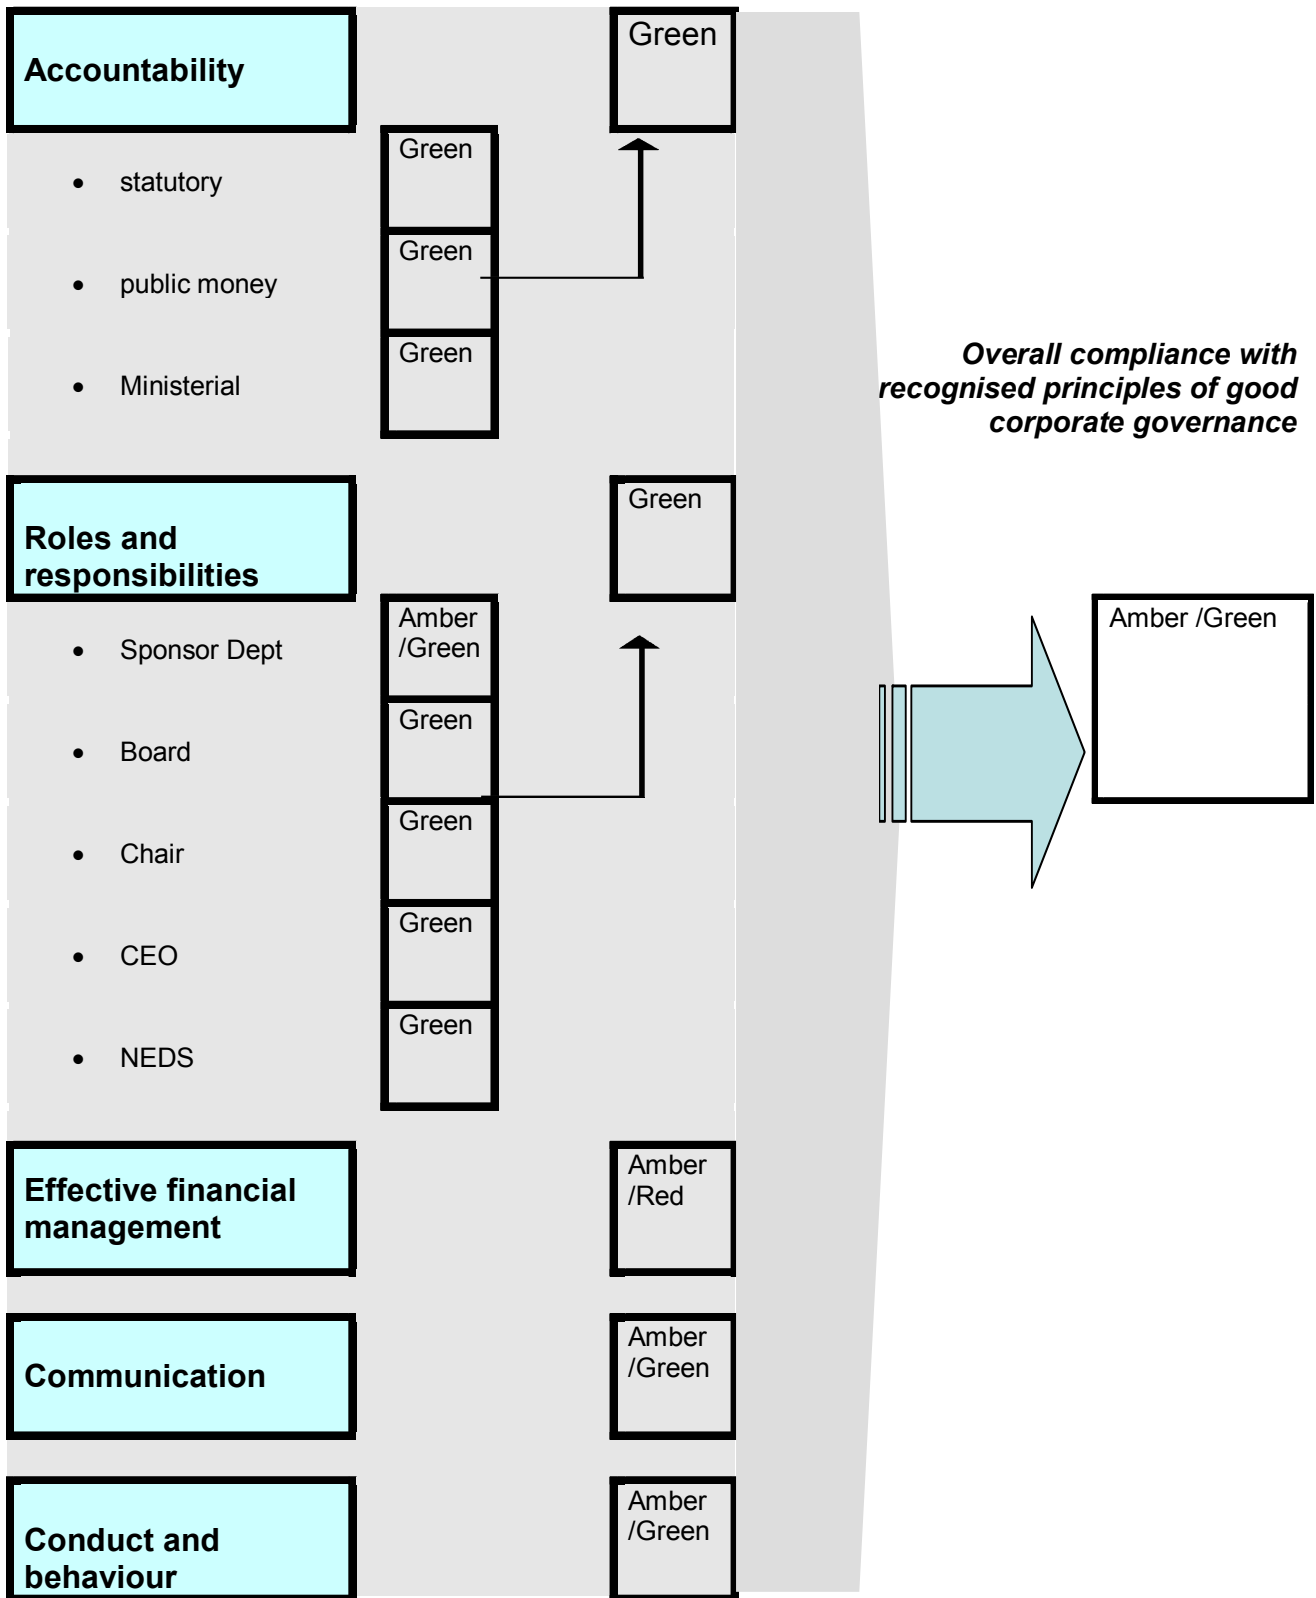 Accountability
Green
Green
• statutory
Green
• public money
Green
• Ministerial
Overall compliance with
recognised principles of good
corporate governance
Roles and
responsibilities
Green
Amber
/Green
• Sponsor Dept
Green
• Board
Green
• Chair
Green
• CEO
Green
• NEDS
Amber /Green
Effective financial
management
Amber
/Red
Communication
Amber
/Green
Conduct and
behaviour
Amber
/Green